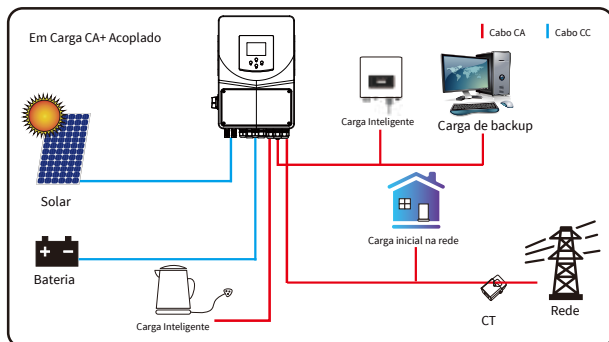 Em Carga CA+ Acoplado
Cabo CA
Cabo CC
Carga Inteligente
Carga de backup
Solar
Carga inicial na rede
Bateria
Carga Inteligente
CT
Rede